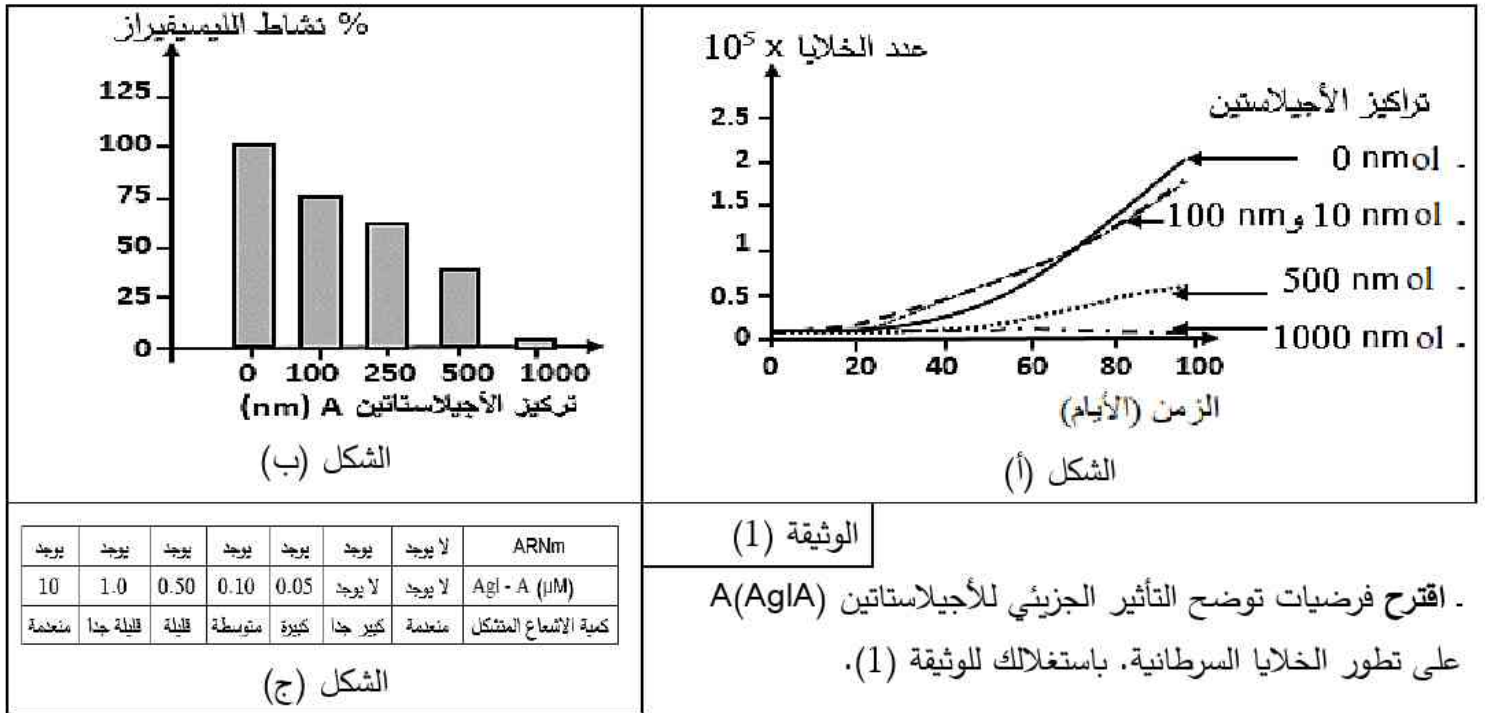 عدد الخلايا x 10⁵
2.5
2
1.5
1
0.5
0
0 20 40 60 80 100
الزمن (الأيام)
تراكيز الأجيلاستين
0 nmol .
100 nm و 10 nmol .
500 nmol .
1000 nmol .
الشكل (أ)
% نشاط الليسيفيراز
125
100
75
50
25
0
0 100 250 500 1000
تركيز الأجيلاستاتين A (nm)
الشكل (ب)
الوثيقة (1)
. اقترح فرضيات توضح التأثير الجزيئي للأجيلاستاتين A(AglA)
على تطور الخلايا السرطانية. باستغلالك للوثيقة (1).
ARNm لا يوجد يوجد يوجد يوجد يوجد يوجد يوجد
Agl - A (µM) لا يوجد لا يوجد 0.05 0.10 0.50 1.0 10
كمية الاشعاع المتشكل منعدمة كبير جدا كبيرة متوسطة قليلة قليلة جدا منعدمة
الشكل (ج)